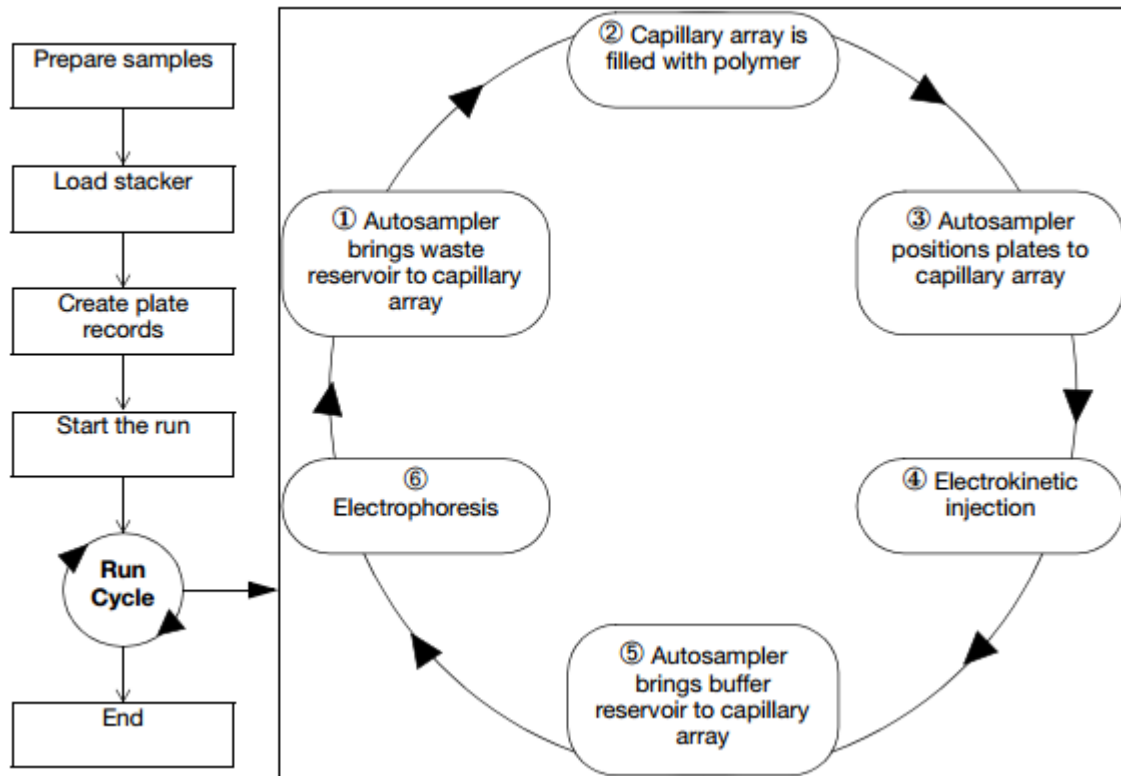 Prepare samples
Load stacker
Create plate
records
Start the run
Run
Cycle
End
① Autosampler
brings waste
reservoir to capillary
array
② Capillary array is
filled with polymer
③ Autosampler
positions plates to
capillary array
④ Electrokinetic
injection
⑤ Autosampler
brings buffer
reservoir to capillary
array
⑥
Electrophoresis